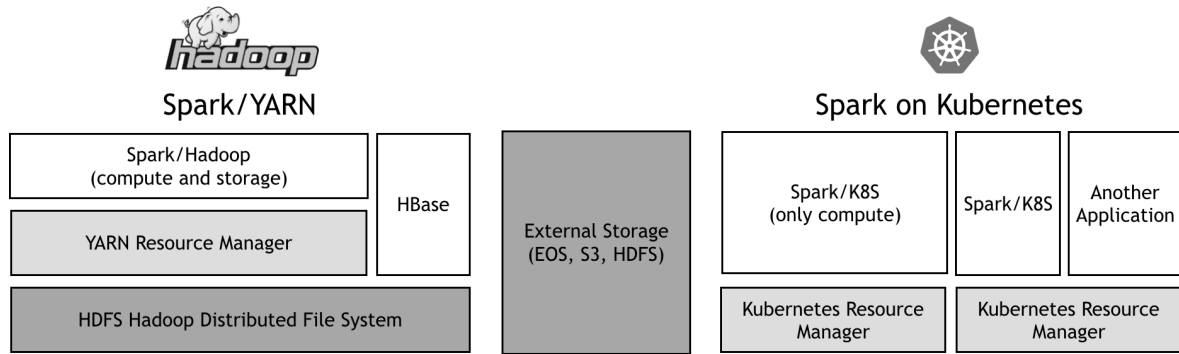 hadoop
Spark/YARN
Spark/Hadoop
(compute and storage)
HBase
YARN Resource Manager
HDFS Hadoop Distributed File System
External Storage
(EOS, S3, HDFS)
Spark on Kubernetes
Spark/K8S
(only compute)
Spark/K8S
Another
Application
Kubernetes Resource
Manager
Kubernetes Resource
Manager